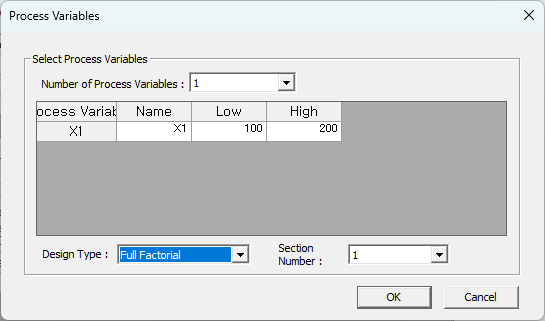 Process Variables
Select Process Variables
Number of Process Variables : 1
ocess Variab Name Low High
X1 X1 100 200
Design Type : Full Factorial
Section Number : 1
OK Cancel